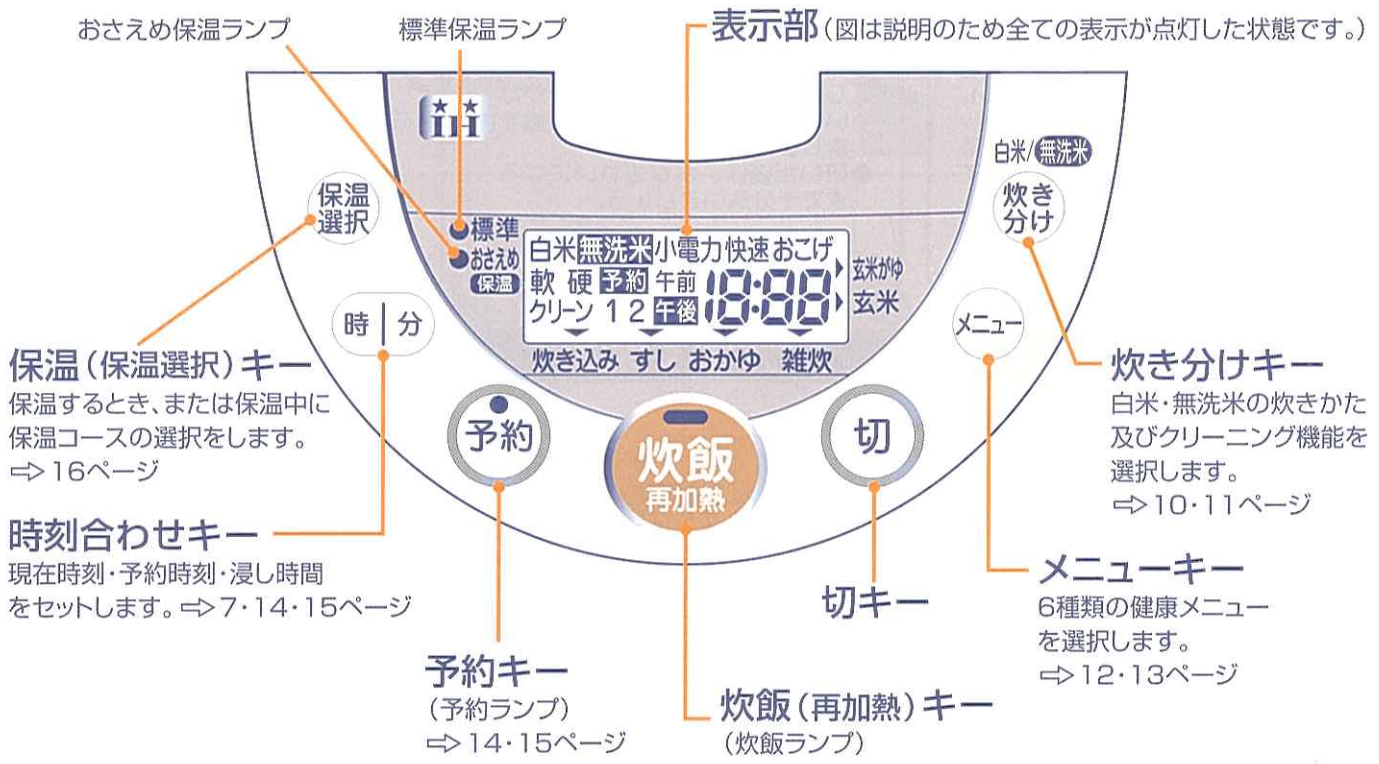 おさえめ保温ランプ
標準保温ランプ
表示部(図は説明のため全ての表示が点灯した状態です。)
IH
白米/無洗米
炊き
分け
保温
選択
標準
おさえめ
保温
白米 無洗米 小電力 快速 おこげ
軟 硬 予約 午前
クリーン 1 2 午後 18:88
玄米がゆ
玄米
炊き込み すし おかゆ 雑炊
時|分
メニュー
予約
炊飯
再加熱
切
保温(保温選択)キー
保温するとき、または保温中に
保温コースの選択をします。
⇨16ページ
炊き分けキー
白米・無洗米の炊きかた
及びクリーニング機能を
選択します。
⇨10・11ページ
時刻合わせキー
現在時刻・予約時刻・浸し時間
をセットします。⇨7・14・15ページ
メニューキー
6種類の健康メニュー
を選択します。
⇨12・13ページ
切キー
予約キー
(予約ランプ)
⇨14・15ページ
炊飯(再加熱)キー
(炊飯ランプ)